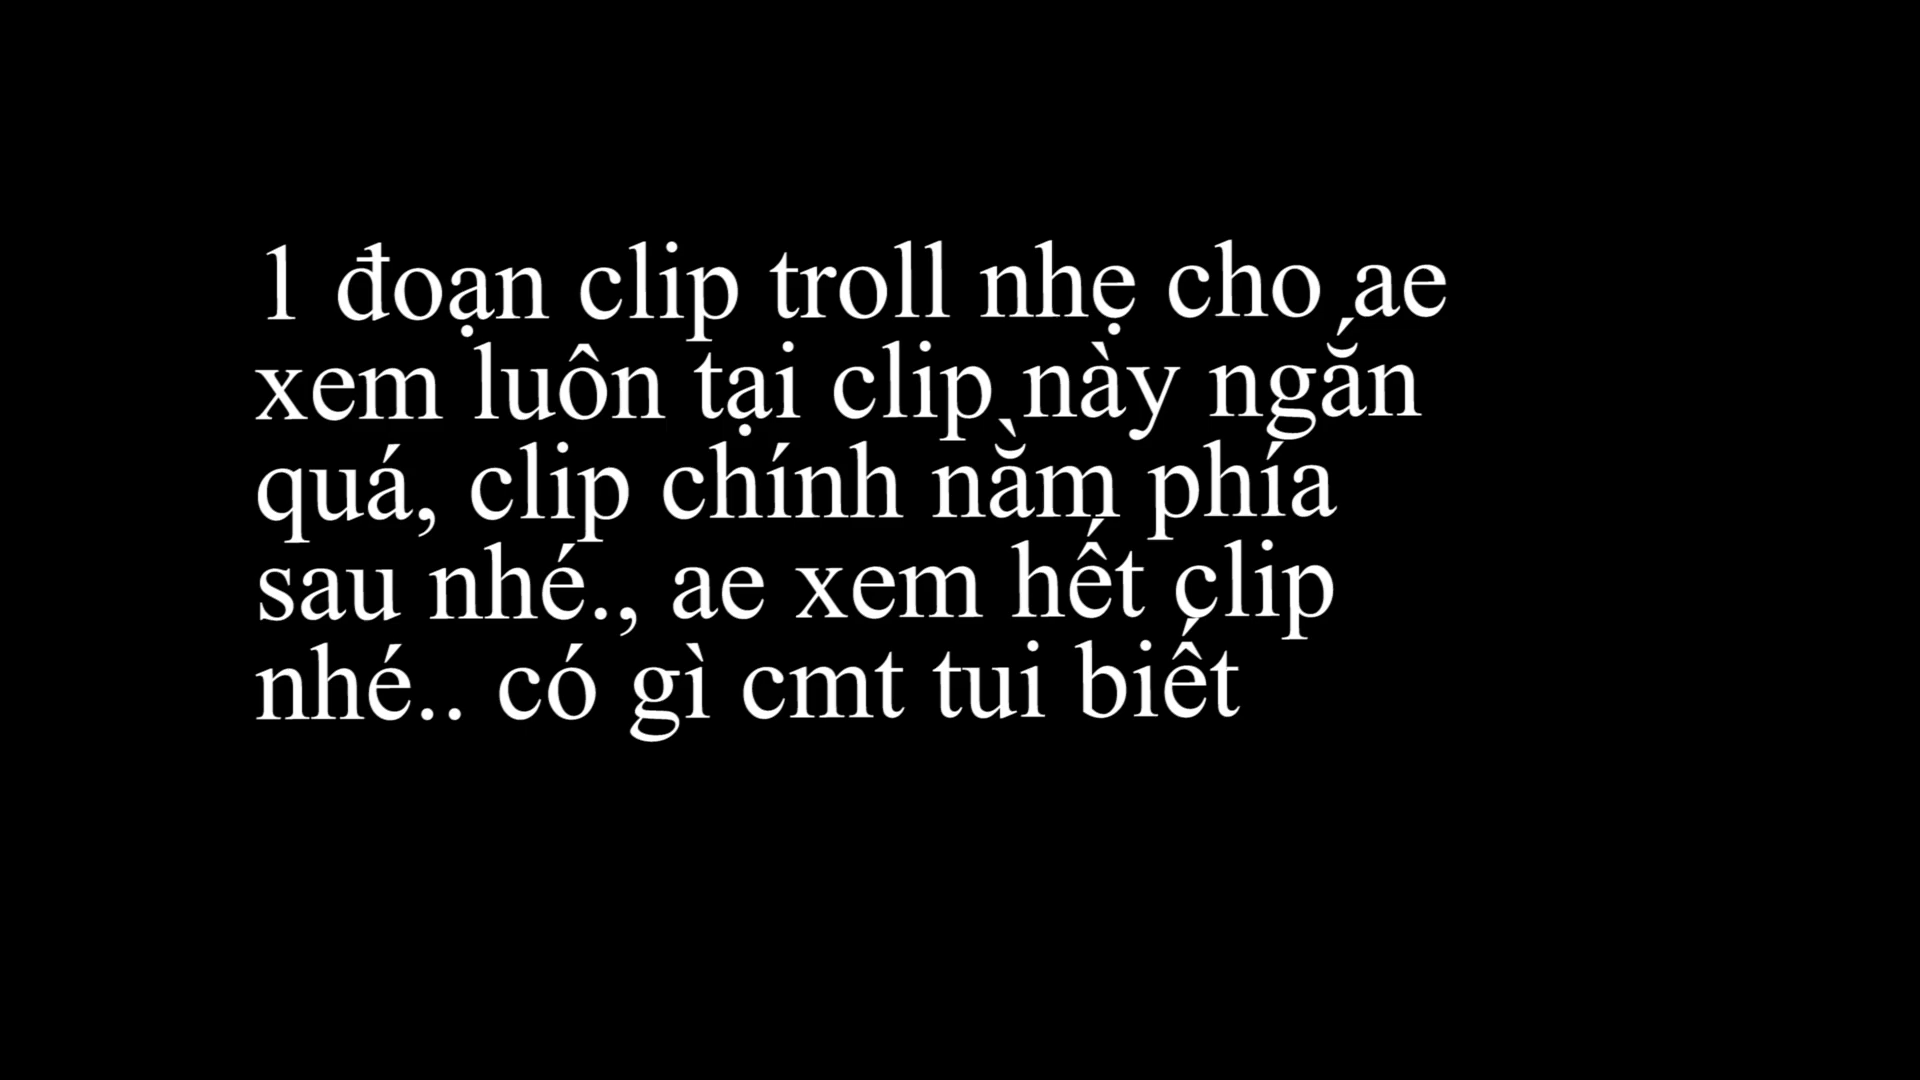 1 đoạn clip troll nhẹ cho ae
xem luôn tại clip này ngắn
quá, clip chính nằm phía
sau nhé., ae xem hết clip
nhé.. có gì cmt tui biết